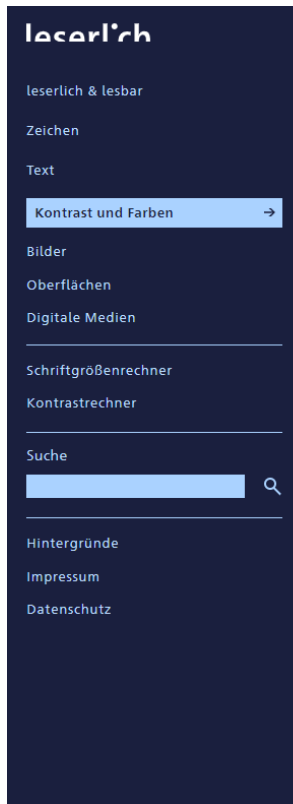 leserlich
leserlich & lesbar
Zeichen
Text
Kontrast und Farben →
Bilder
Oberflächen
Digitale Medien
Schriftgrößenrechner
Kontrastrechner
Suche
Hintergründe
Impressum
Datenschutz